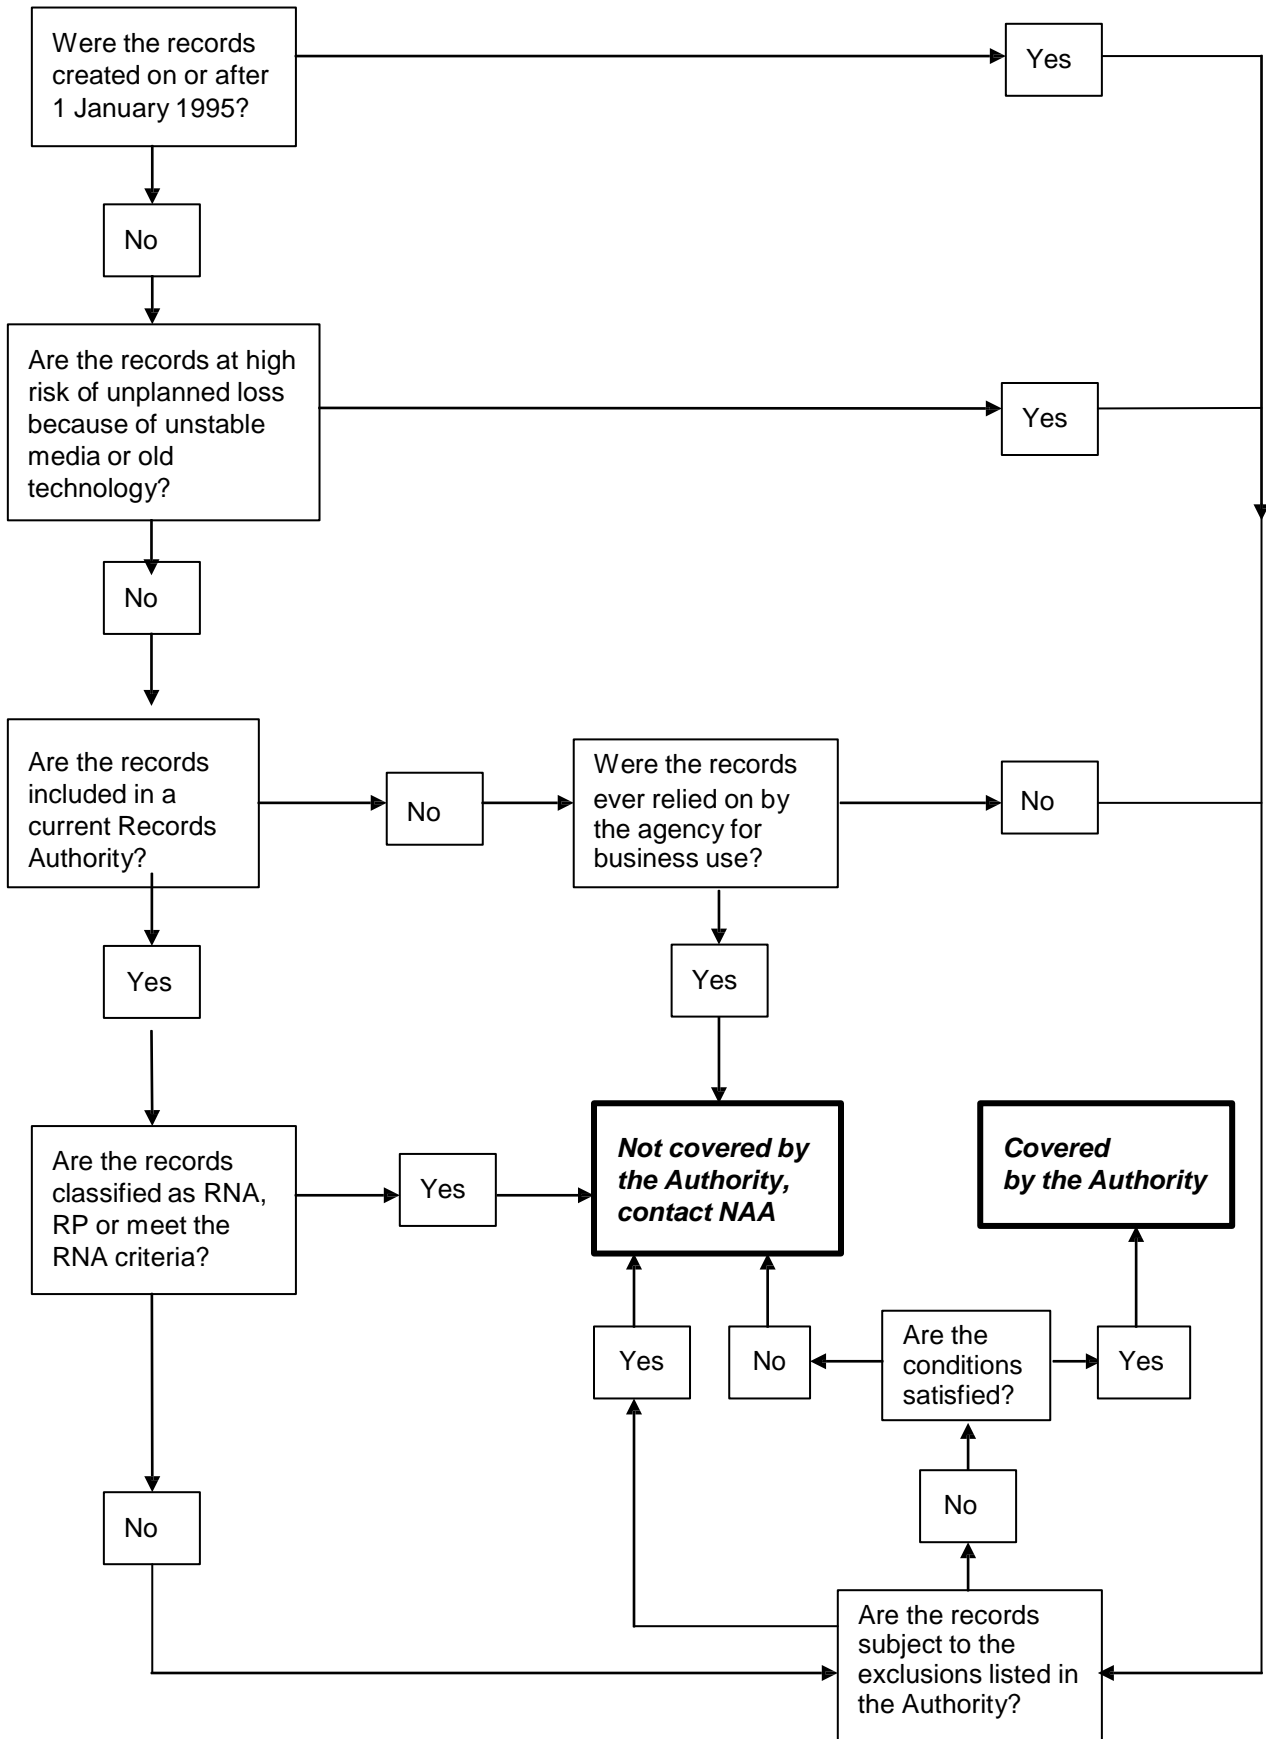 Were the records
created on or after
1 January 1995?
Yes
No
Are the records at high
risk of unplanned loss
because of unstable
media or old
technology?
Yes
No
Are the records
included in a
current Records
Authority?
No
Were the records
ever relied on by
the agency for
business use?
No
Yes
Yes
Are the records
classified as RNA,
RP or meet the
RNA criteria?
Yes
Not covered by
the Authority,
contact NAA
Covered
by the Authority
Yes
No
Are the
conditions
satisfied?
Yes
No
No
Are the records
subject to the
exclusions listed in
the Authority?